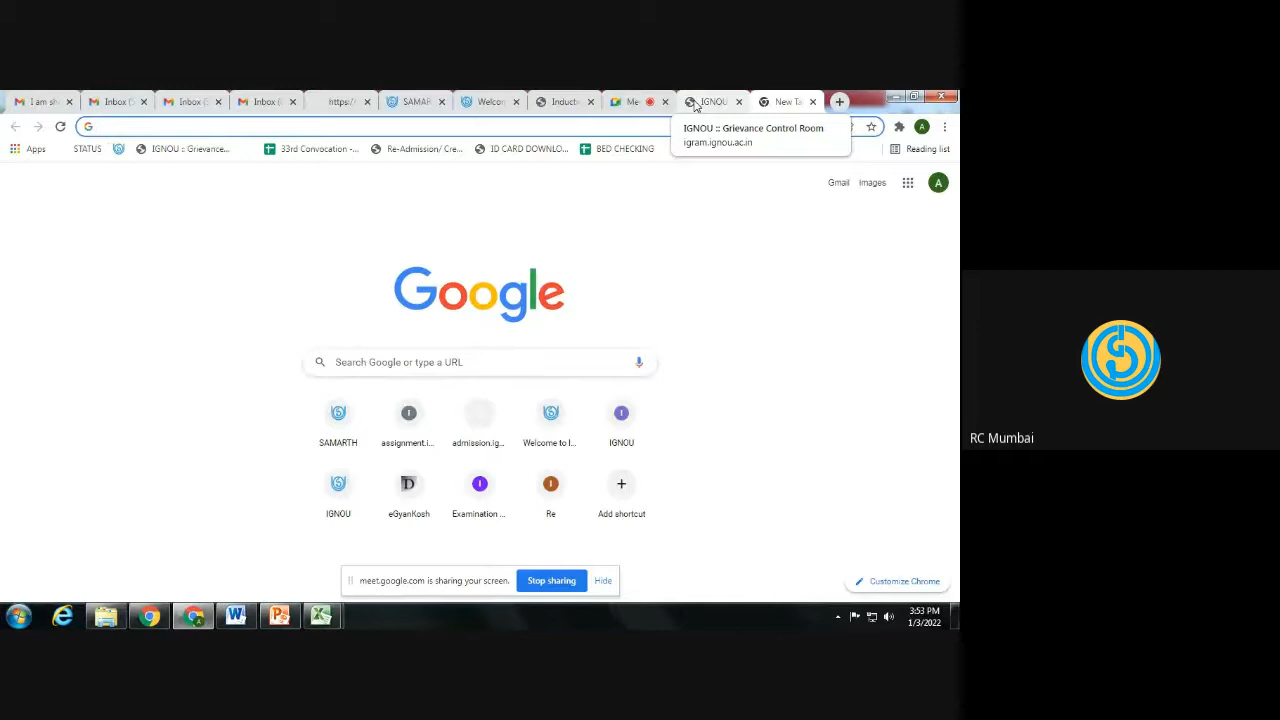 I am sh
Inbox (
Inbox (
Inbox (
https:/
SAMAR
Welcom
Induct
Me
IGNOU
New Ta
IGNOU :: Grievance Control Room
igram.ignou.ac.in
Apps
STATUS
IGNOU :: Grievance...
33rd Convocation -...
Re-Admission/ Cre...
ID CARD DOWNLO...
BED CHECKING
Reading list
Gmail
Images
A
Google
Search Google or type a URL
SAMARTH
assignment.i...
admission.ig...
Welcome to I...
IGNOU
IGNOU
eGyanKosh
Examination ...
Re
Add shortcut
meet.google.com is sharing your screen.
Stop sharing
Hide
Customize Chrome
3:53 PM
1/3/2022
RC Mumbai